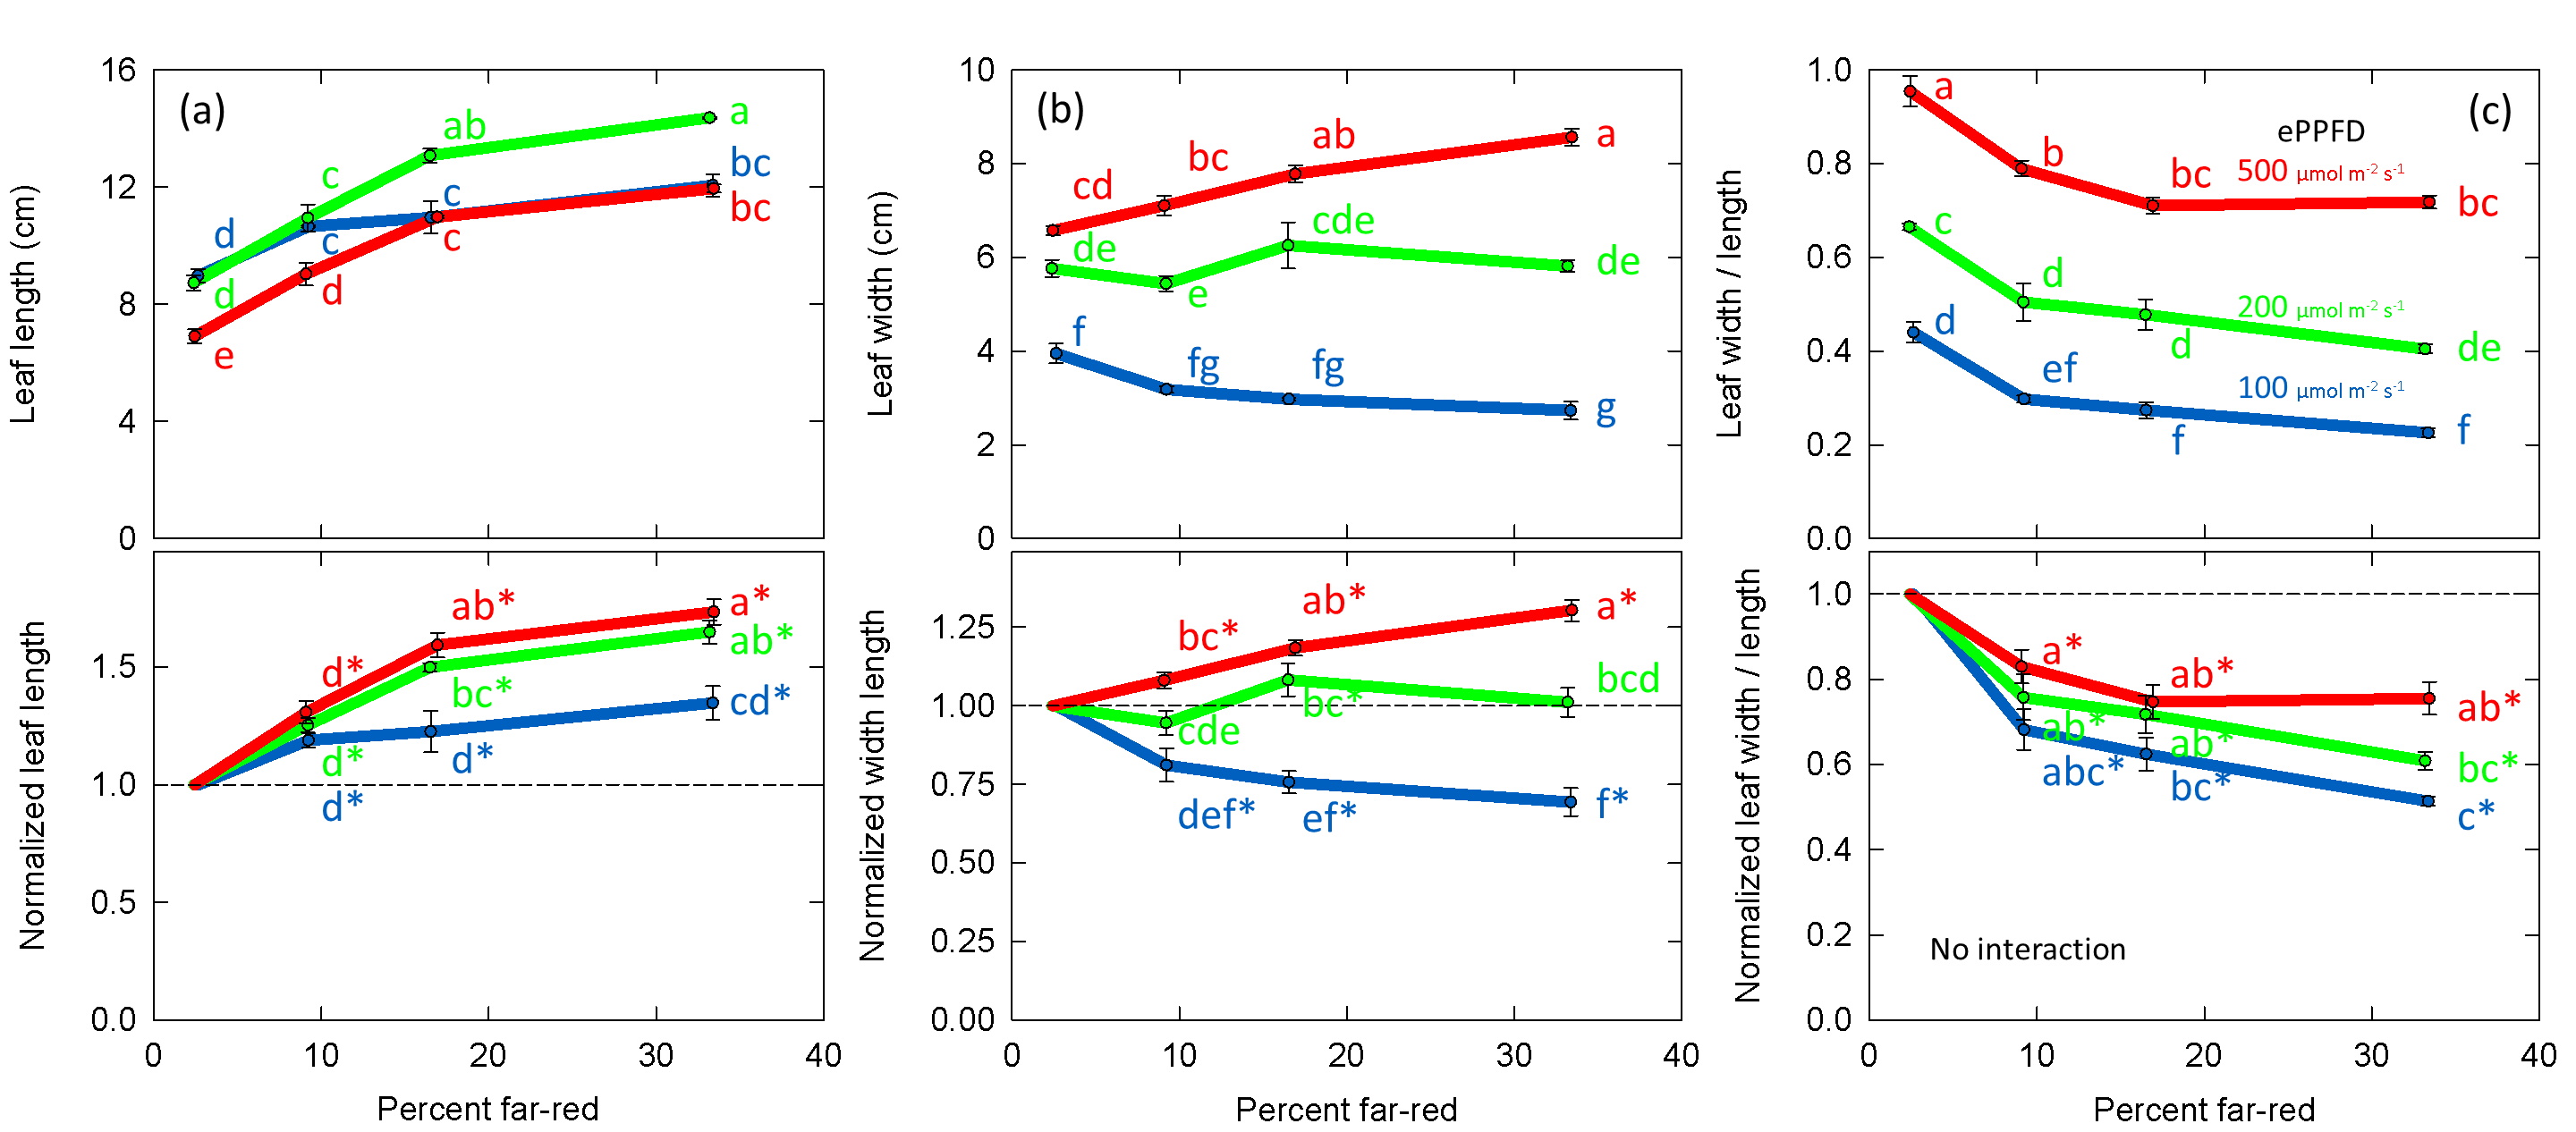 (a)
Leaf length (cm)
16
12
8
4
0
d
c
ab
a
bc
c
c
d
d
c
bc
e
(b)
Leaf width (cm)
10
8
6
4
2
0
cd
bc
ab
a
de
e
cde
de
f
fg
fg
g
(c)
Leaf width / length
1.0
0.8
0.6
0.4
0.2
0.0
ePPFD
500 µmol m-2 s-1
200 µmol m-2 s-1
100 µmol m-2 s-1
a
b
bc
bc
c
d
d
de
d
ef
f
f
Normalized leaf length
1.5
1.0
0.5
0.0
d*
ab*
a*
ab*
bc*
d*
cd*
d*
d*
0
10
20
30
40
Percent far-red
Normalized width length
1.25
1.00
0.75
0.50
0.25
0.00
bc*
ab*
a*
cde
bc*
bcd
def*
ef*
f*
0
10
20
30
40
Percent far-red
Normalized leaf width / length
1.0
0.8
0.6
0.4
0.2
0.0
a*
ab*
ab*
ab*
ab*
bc*
abc*
bc*
c*
No interaction
0
10
20
30
40
Percent far-red